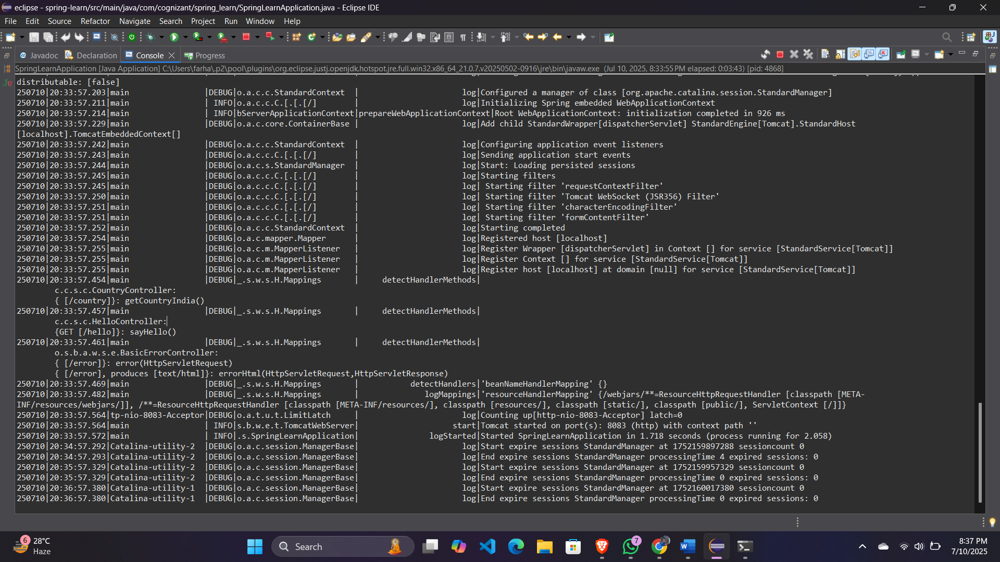 eclipse - spring-learn/src/main/java/com/cognizant/spring_learn/SpringLearnApplication.java - Eclipse IDE
File Edit Source Refactor Navigate Search Project Run Window Help
Javadoc Declaration Console Progress
SpringLearnApplication [Java Application] C:\Users\farha\.p2\pool\plugins\org.eclipse.justj.openjdk.hotspot.jre.full.win32.x86_64_21.0.7.v20250502-0916\jre\bin\javaw.exe (Jul 10, 2025, 8:33:55 PM elapsed: 0:03:43) [pid: 4868]
distributable: [false]
250710|20:33:57.203|main                |DEBUG|o.a.c.c.StandardContext  |                      log|Configured a manager of class [org.apache.catalina.session.StandardManager]
250710|20:33:57.211|main                | INFO|o.a.c.c.C.[.[.[/]        |                      log|Initializing Spring embedded WebApplicationContext
250710|20:33:57.214|main                | INFO|bServerApplicationContext|prepareWebApplicationContext|Root WebApplicationContext: initialization completed in 926 ms
250710|20:33:57.229|main                |DEBUG|o.a.c.core.ContainerBase |                      log|Add child StandardWrapper[dispatcherServlet] StandardEngine[Tomcat].StandardHost
[localhost].TomcatEmbeddedContext[]
250710|20:33:57.242|main                |DEBUG|o.a.c.c.StandardContext  |                      log|Configuring application event listeners
250710|20:33:57.243|main                |DEBUG|o.a.c.c.C.[.[.[/]        |                      log|Sending application start events
250710|20:33:57.244|main                |DEBUG|o.a.c.s.StandardManager  |                      log|Start: Loading persisted sessions
250710|20:33:57.245|main                |DEBUG|o.a.c.c.C.[.[.[/]        |                      log|Starting filters
250710|20:33:57.245|main                |DEBUG|o.a.c.c.C.[.[.[/]        |                      log| Starting filter 'requestContextFilter'
250710|20:33:57.250|main                |DEBUG|o.a.c.c.C.[.[.[/]        |                      log| Starting filter 'Tomcat WebSocket (JSR356) Filter'
250710|20:33:57.251|main                |DEBUG|o.a.c.c.C.[.[.[/]        |                      log| Starting filter 'characterEncodingFilter'
250710|20:33:57.251|main                |DEBUG|o.a.c.c.C.[.[.[/]        |                      log| Starting filter 'formContentFilter'
250710|20:33:57.252|main                |DEBUG|o.a.c.c.StandardContext  |                      log|Starting completed
250710|20:33:57.254|main                |DEBUG|o.a.c.mapper.Mapper      |                      log|Registered host [localhost]
250710|20:33:57.255|main                |DEBUG|o.a.c.m.MapperListener   |                      log|Register Wrapper [dispatcherServlet] in Context [] for service [StandardService[Tomcat]]
250710|20:33:57.255|main                |DEBUG|o.a.c.m.MapperListener   |                      log|Register Context [] for service [StandardService[Tomcat]]
250710|20:33:57.255|main                |DEBUG|o.a.c.m.MapperListener   |                      log|Register host [localhost] at domain [null] for service [StandardService[Tomcat]]
250710|20:33:57.454|main                |DEBUG|_.s.w.s.H.Mappings       |     detectHandlerMethods|
c.c.s.c.CountryController:
{ [/country]}: getCountryIndia()
250710|20:33:57.457|main                |DEBUG|_.s.w.s.H.Mappings       |     detectHandlerMethods|
c.c.s.c.HelloController:
{GET [/hello]}: sayHello()
250710|20:33:57.461|main                |DEBUG|_.s.w.s.H.Mappings       |     detectHandlerMethods|
o.s.b.a.w.s.e.BasicErrorController:
{ [/error]}: error(HttpServletRequest)
{ [/error], produces [text/html]}: errorHtml(HttpServletRequest,HttpServletResponse)
250710|20:33:57.469|main                |DEBUG|_.s.w.s.H.Mappings       |           detectHandlers|'beanNameHandlerMapping' {}
250710|20:33:57.482|main                |DEBUG|_.s.w.s.H.Mappings       |              logMappings|'resourceHandlerMapping' {/webjars/**=ResourceHttpRequestHandler [classpath [META-
INF/resources/webjars/]], /**=ResourceHttpRequestHandler [classpath [META-INF/resources/], classpath [resources/], classpath [static/], classpath [public/], ServletContext [/]]}
250710|20:33:57.564|tp-nio-8083-Acceptor|DEBUG|o.a.t.u.t.LimitLatch     |                      log|Counting up[http-nio-8083-Acceptor] latch=0
250710|20:33:57.564|main                | INFO|s.b.w.e.t.TomcatWebServer|                    start|Tomcat started on port(s): 8083 (http) with context path ''
250710|20:33:57.572|main                | INFO|.s.SpringLearnApplication|               logStarted|Started SpringLearnApplication in 1.718 seconds (process running for 2.058)
250710|20:34:57.292|Catalina-utility-2  |DEBUG|o.a.c.session.ManagerBase|                      log|Start expire sessions StandardManager at 1752159897288 sessioncount 0
250710|20:34:57.293|Catalina-utility-2  |DEBUG|o.a.c.session.ManagerBase|                      log|End expire sessions StandardManager processingTime 4 expired sessions: 0
250710|20:35:57.329|Catalina-utility-2  |DEBUG|o.a.c.session.ManagerBase|                      log|Start expire sessions StandardManager at 1752159957329 sessioncount 0
250710|20:35:57.329|Catalina-utility-2  |DEBUG|o.a.c.session.ManagerBase|                      log|End expire sessions StandardManager processingTime 0 expired sessions: 0
250710|20:36:57.380|Catalina-utility-1  |DEBUG|o.a.c.session.ManagerBase|                      log|Start expire sessions StandardManager at 1752160017380 sessioncount 0
250710|20:36:57.380|Catalina-utility-1  |DEBUG|o.a.c.session.ManagerBase|                      log|End expire sessions StandardManager processingTime 0 expired sessions: 0
6
28°C
Haze
Search
7
8:37 PM
7/10/2025